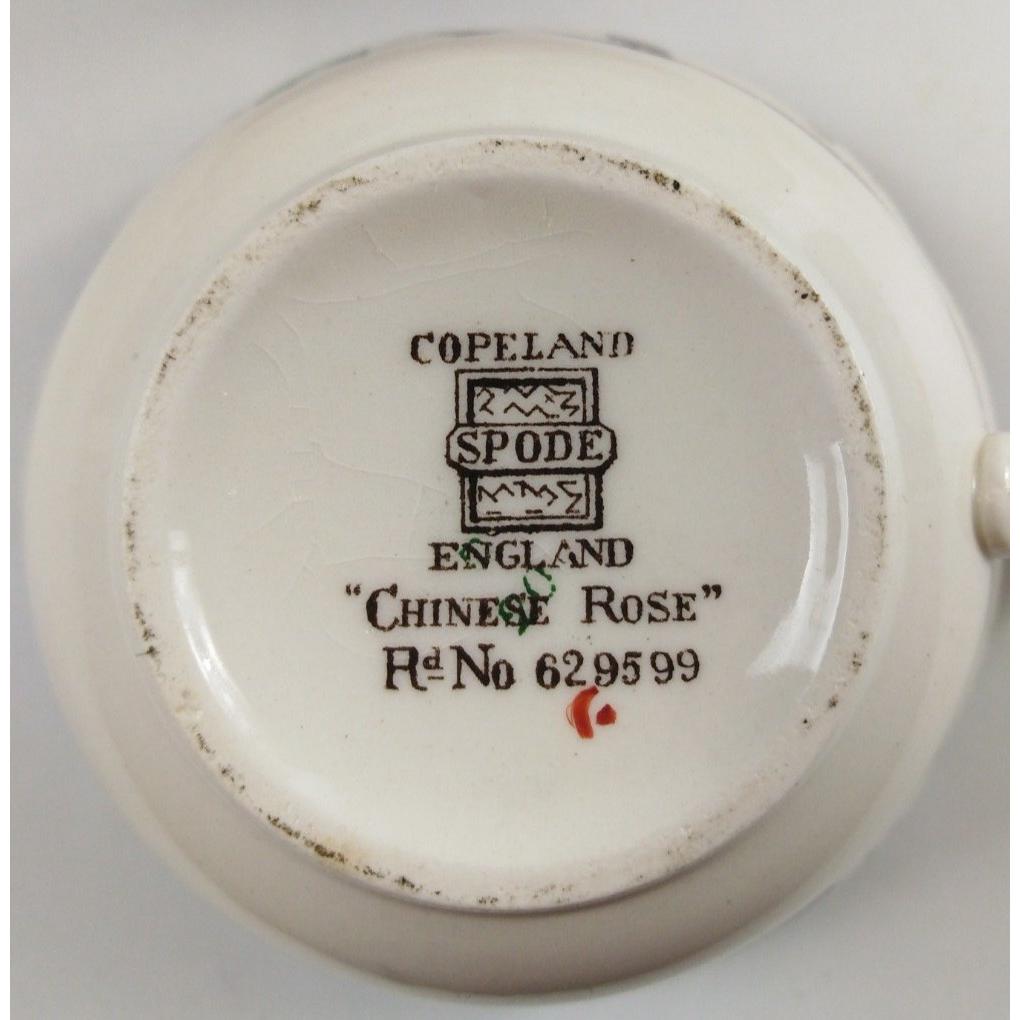 COPELAND
SPODE
ENGLAND
“CHINESE ROSE”
Rd No 629599